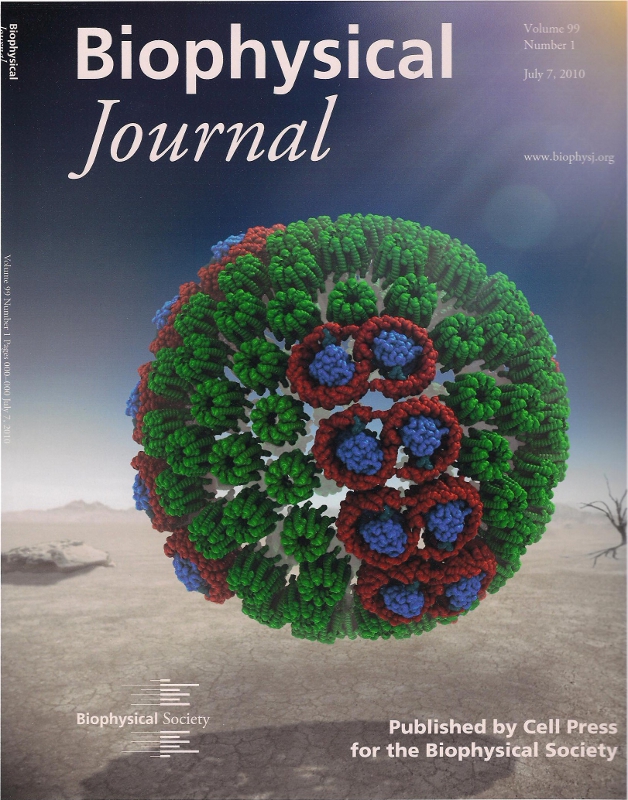 Biophysical
Journal
Volume 99
Number 1
July 7, 2010
www.biophysj.org
Biophysical
Journal
Volume 99 Number 1 Pages 000–000 July 7, 2010
Biophysical Society
Published by Cell Press
for the Biophysical Society